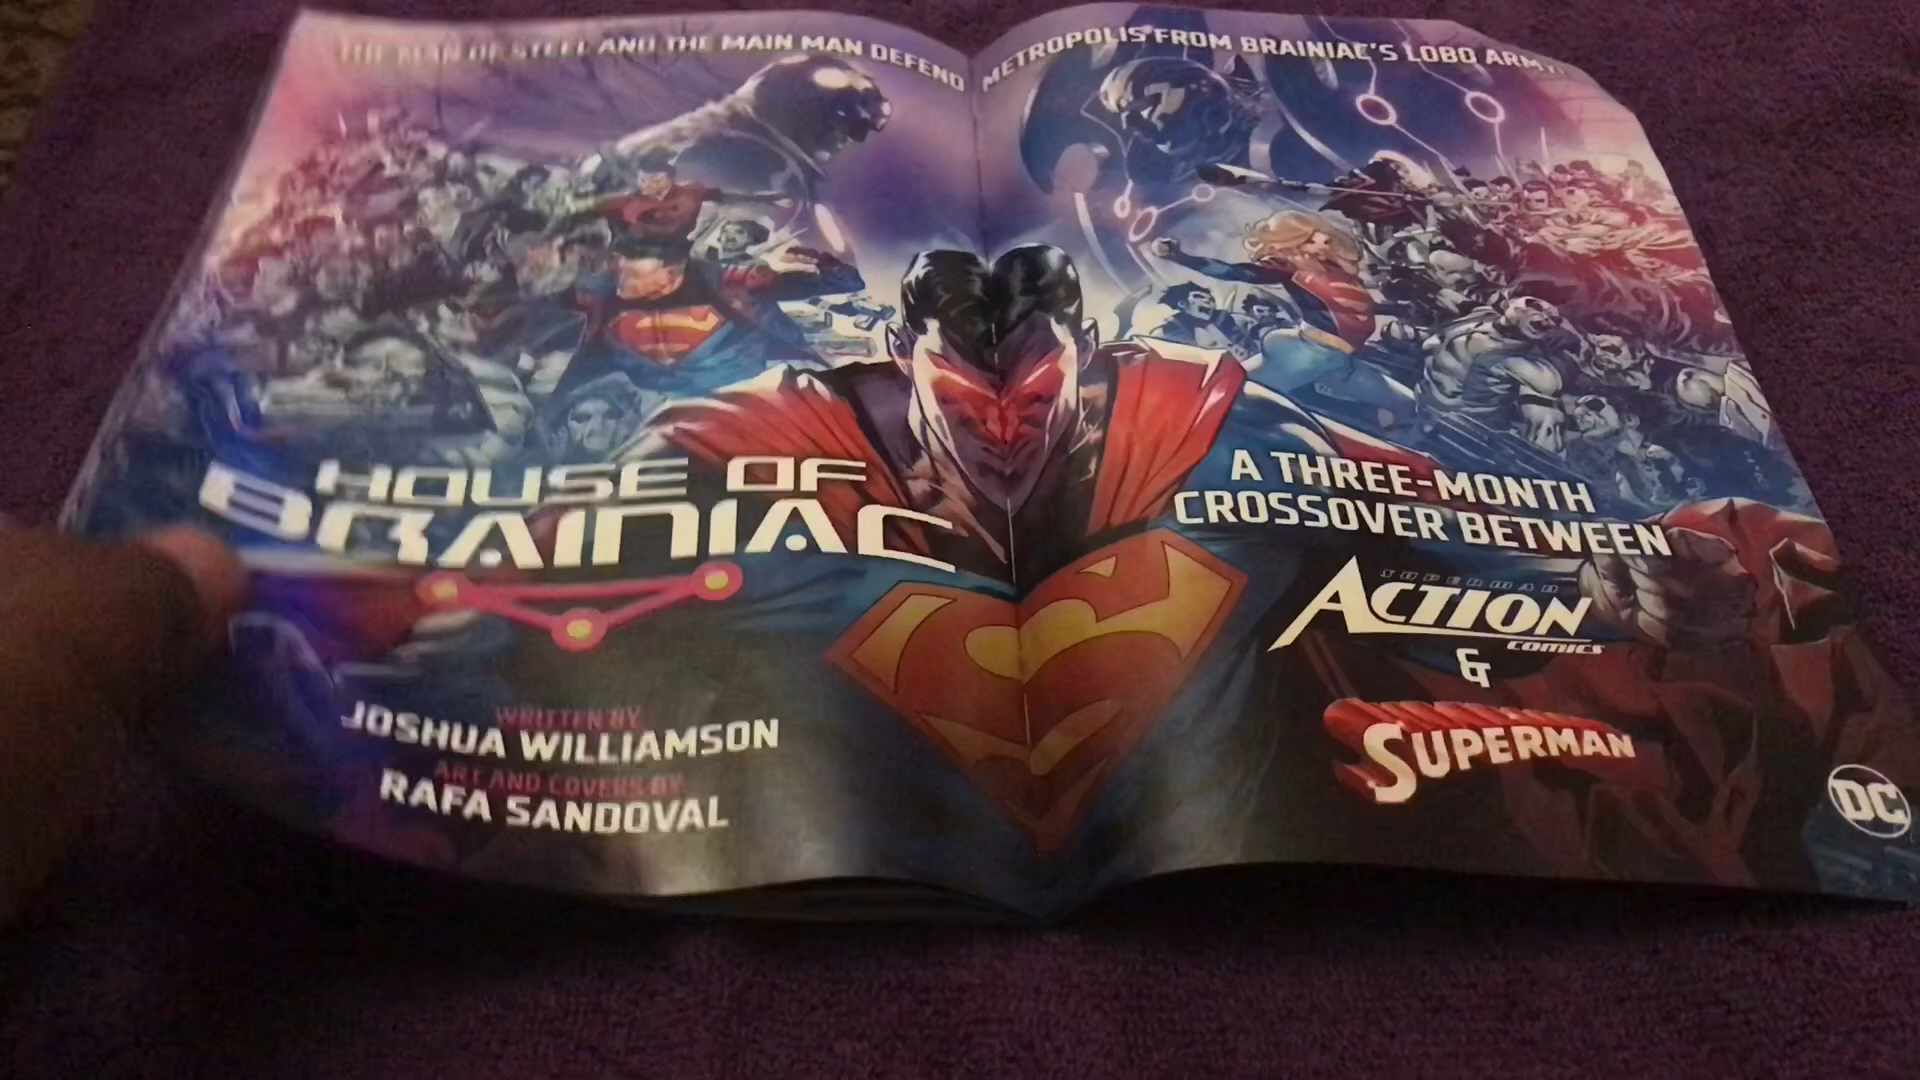 THE MAN OF STEEL AND THE MAIN MAN DEFEND METROPOLIS FROM BRAINIAC'S LOBO ARMY!
HOUSE OF
BRAINIAC
WRITTEN BY
JOSHUA WILLIAMSON
ART AND COVERS BY
RAFA SANDOVAL
A THREE-MONTH
CROSSOVER BETWEEN
SUPERMAN
ACTION
COMICS
&
SUPERMAN
DC